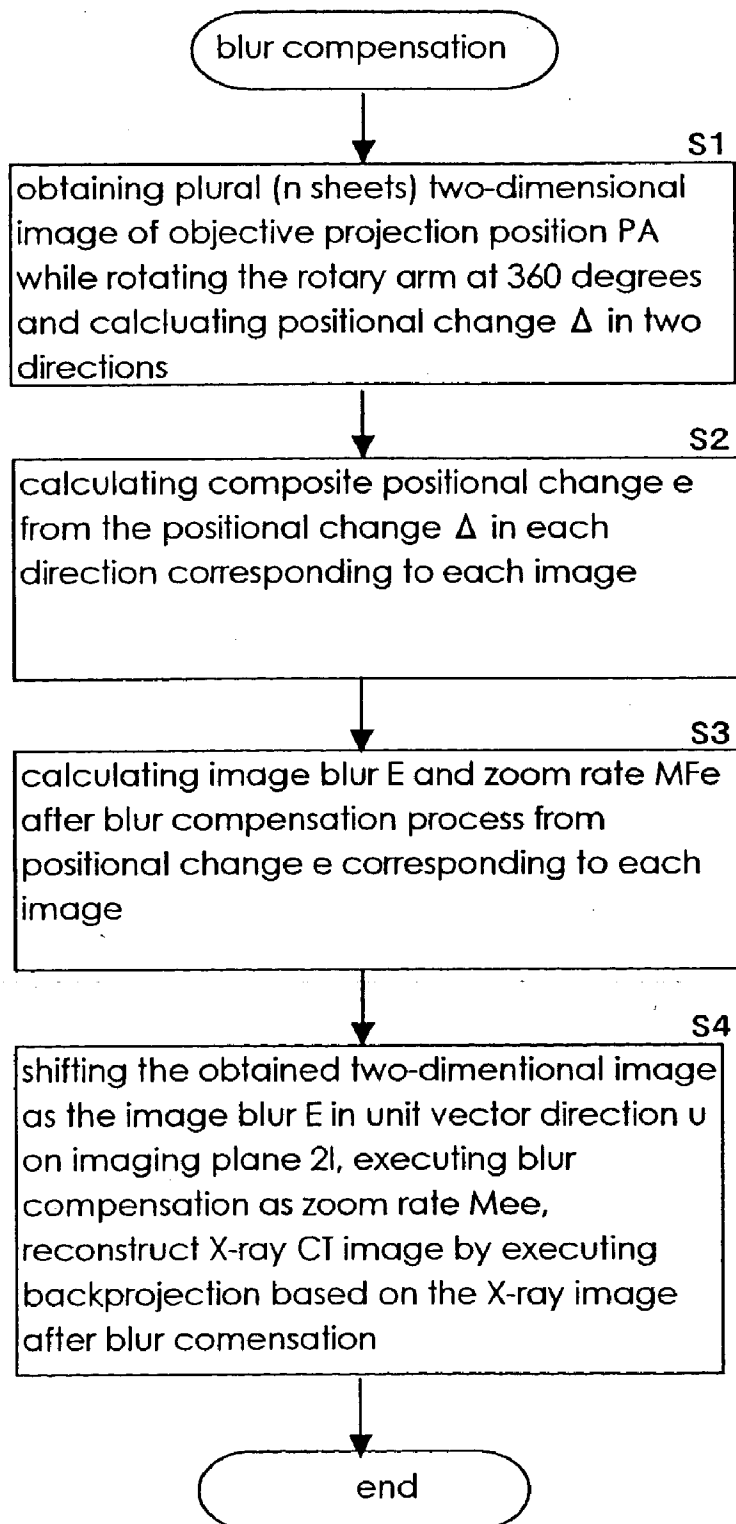 blur compensation
S1
obtaining plural (n sheets) two-dimensional
image of objective projection position PA
while rotating the rotary arm at 360 degrees
and calcluating positional change Δ in two
directions
S2
calculating composite positional change e
from the positional change Δ in each
direction corresponding to each image
S3
calculating image blur E and zoom rate MFe
after blur compensation process from
positional change e corresponding to each
image
S4
shifting the obtained two-dimentional image
as the image blur E in unit vector direction u
on imaging plane 2I, executing blur
compensation as zoom rate Mee,
reconstruct X-ray CT image by executing
backprojection based on the X-ray image
after blur comensation
end